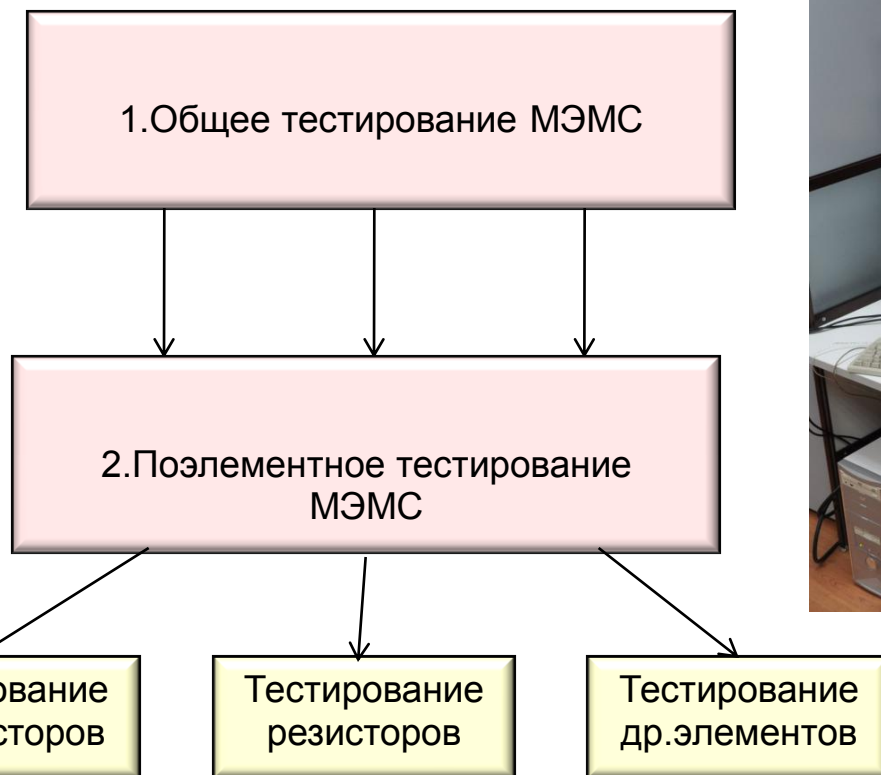 1.Общее тестирование МЭМС
2.Поэлементное тестирование
МЭМС
Тестирование
резисторов
Тестирование
др.элементов